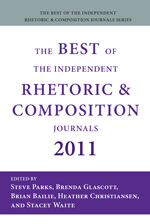 THE BEST OF THE INDEPENDENT
RHETORIC & COMPOSITION JOURNALS SERIES
THE BEST OF
THE INDEPENDENT
RHETORIC &
COMPOSITION
JOURNALS
2011
EDITED BY
STEVE PARKS, BRENDA GLASCOTT,
BRIAN BAILIE, HEATHER CHRISTIANSEN,
AND STACEY WAITE